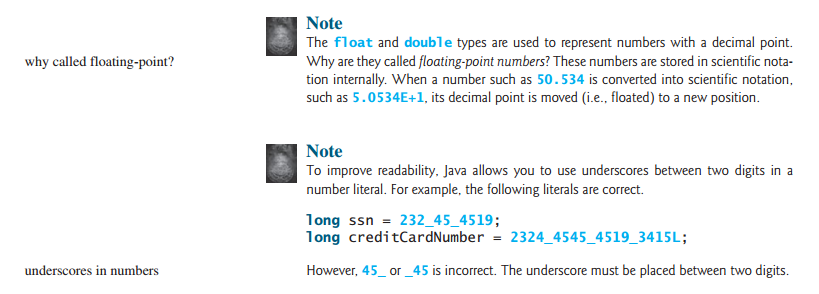 Note
The float and double types are used to represent numbers with a decimal point.
why called floating-point?
Why are they called floating-point numbers? These numbers are stored in scientific nota-
tion internally. When a number such as 50.534 is converted into scientific notation,
such as 5.0534E+1, its decimal point is moved (i.e., floated) to a new position.
Note
To improve readability, Java allows you to use underscores between two digits in a
number literal. For example, the following literals are correct.
long ssn = 232_45_4519;
long creditCardNumber = 2324_4545_4519_3415L;
underscores in numbers
However, 45_ or _45 is incorrect. The underscore must be placed between two digits.